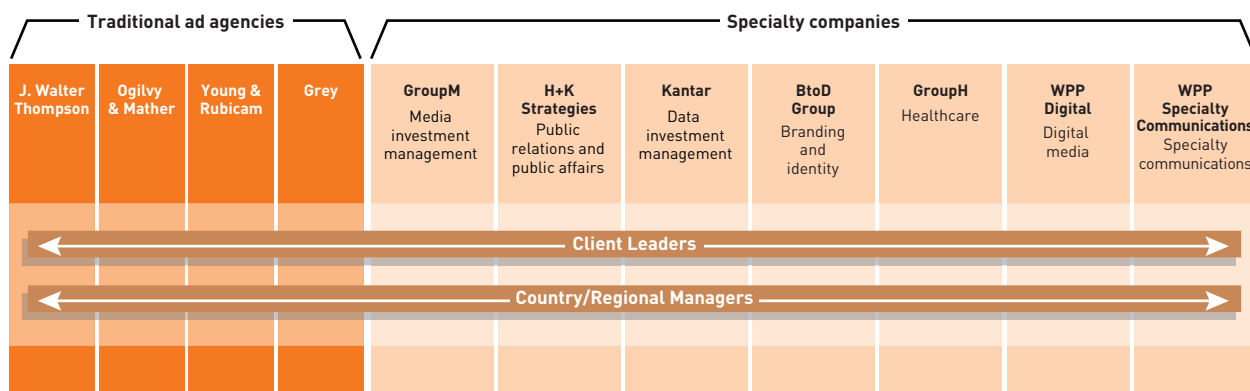 Traditional ad agencies
Specialty companies
J. Walter
Thompson
Ogilvy
& Mather
Young &
Rubicam
Grey
GroupM
Media
investment
management
H+K
Strategies
Public
relations and
public affairs
Kantar
Data
investment
management
BtoD
Group
Branding
and
identity
GroupH
Healthcare
WPP
Digital
Digital
media
WPP
Specialty
Communications
Specialty
communications
Client Leaders
Country/Regional Managers